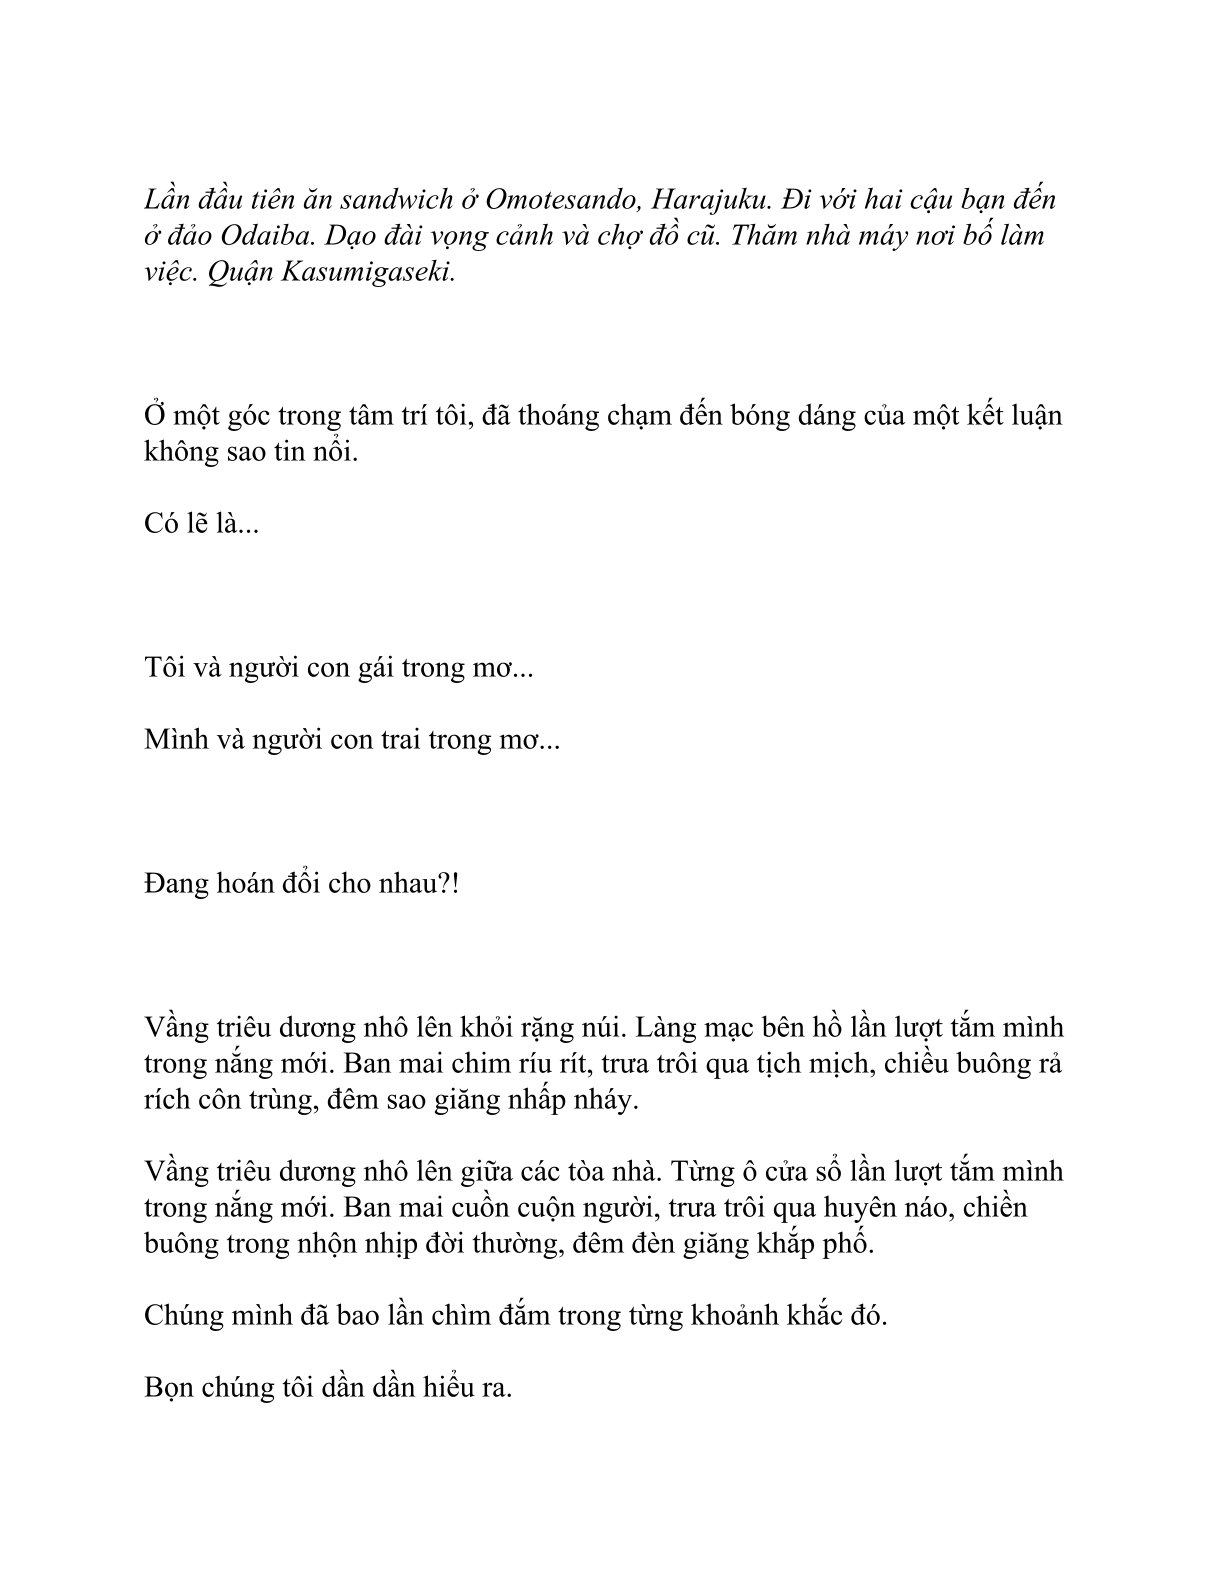 Lần đầu tiên ăn sandwich ở Omotesando, Harajuku. Đi với hai cậu bạn đến
ở đảo Odaiba. Dạo đài vọng cảnh và chợ đồ cũ. Thăm nhà máy nơi bố làm
việc. Quận Kasumigaseki.
Ở một góc trong tâm trí tôi, đã thoáng chạm đến bóng dáng của một kết luận
không sao tin nổi.
Có lẽ là...
Tôi và người con gái trong mơ...
Mình và người con trai trong mơ...
Đang hoán đổi cho nhau?!
Vầng triêu dương nhô lên khỏi rặng núi. Làng mạc bên hồ lần lượt tắm mình
trong nắng mới. Ban mai chim ríu rít, trưa trôi qua tịch mịch, chiều buông rả
rích côn trùng, đêm sao giăng nhấp nháy.
Vầng triêu dương nhô lên giữa các tòa nhà. Từng ô cửa sổ lần lượt tắm mình
trong nắng mới. Ban mai cuồn cuộn người, trưa trôi qua huyên náo, chiền
buông trong nhộn nhịp đời thường, đêm đèn giăng khắp phố.
Chúng mình đã bao lần chìm đắm trong từng khoảnh khắc đó.
Bọn chúng tôi dần dần hiểu ra.